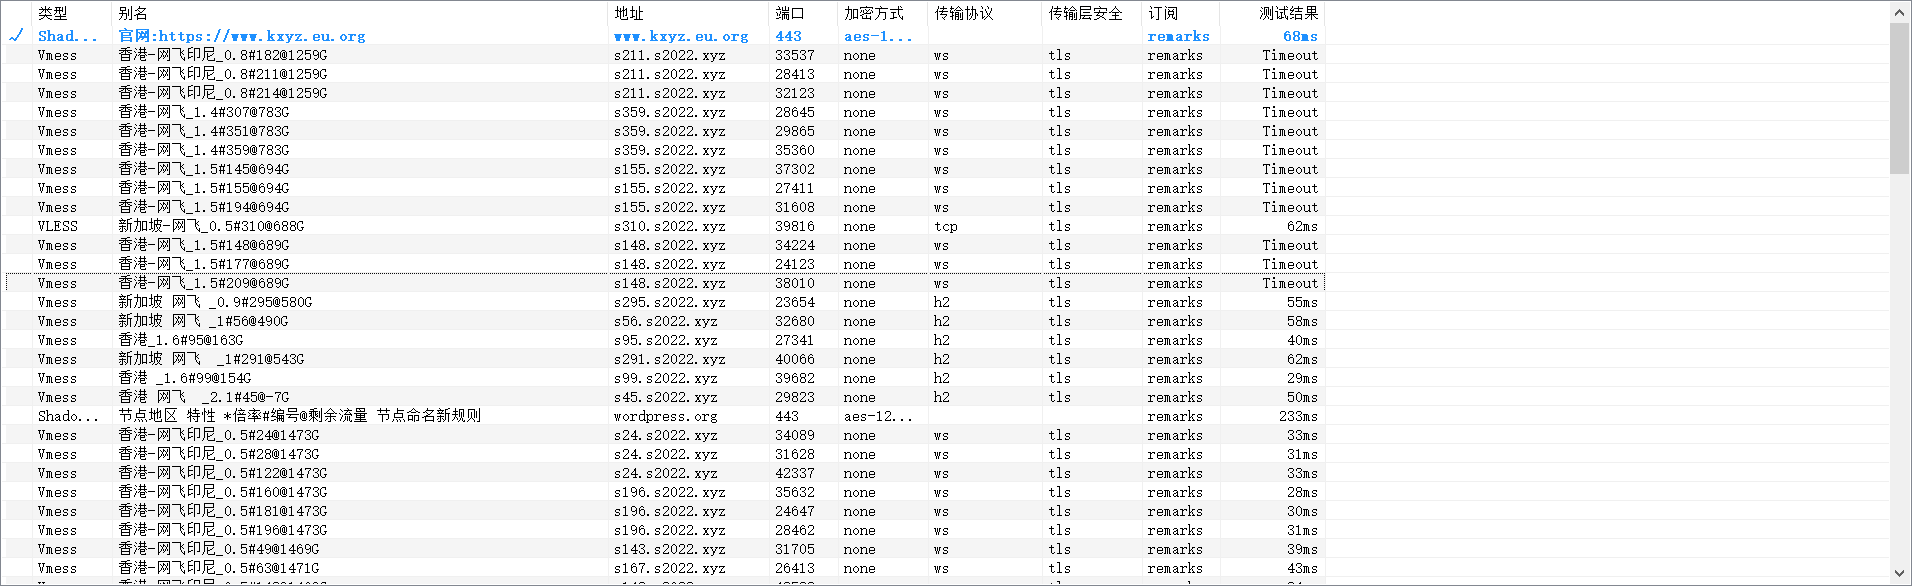 类型 别名 地址 端口 加密方式 传输协议 传输层安全 订阅 测试结果
Shad... 官网:https://www.kxyz.eu.org www.kxyz.eu.org 443 aes-1... remarks 68ms
Vmess 香港-网飞印尼_0.8#182@1259G s211.s2022.xyz 33537 none ws tls remarks Timeout
Vmess 香港-网飞印尼_0.8#211@1259G s211.s2022.xyz 28413 none ws tls remarks Timeout
Vmess 香港-网飞印尼_0.8#214@1259G s211.s2022.xyz 32123 none ws tls remarks Timeout
Vmess 香港-网飞_1.4#307@783G s359.s2022.xyz 28645 none ws tls remarks Timeout
Vmess 香港-网飞_1.4#351@783G s359.s2022.xyz 29865 none ws tls remarks Timeout
Vmess 香港-网飞_1.4#359@783G s359.s2022.xyz 35360 none ws tls remarks Timeout
Vmess 香港-网飞_1.5#145@694G s155.s2022.xyz 37302 none ws tls remarks Timeout
Vmess 香港-网飞_1.5#155@694G s155.s2022.xyz 27411 none ws tls remarks Timeout
Vmess 香港-网飞_1.5#194@694G s155.s2022.xyz 31608 none ws tls remarks Timeout
VLESS 新加坡-网飞_0.5#310@688G s310.s2022.xyz 39816 none tcp tls remarks 62ms
Vmess 香港-网飞_1.5#148@689G s148.s2022.xyz 34224 none ws tls remarks Timeout
Vmess 香港-网飞_1.5#177@689G s148.s2022.xyz 24123 none ws tls remarks Timeout
Vmess 香港-网飞_1.5#209@689G s148.s2022.xyz 38010 none ws tls remarks Timeout
Vmess 新加坡 网飞 _0.9#295@580G s295.s2022.xyz 23654 none h2 tls remarks 55ms
Vmess 新加坡 网飞 _1#56@490G s56.s2022.xyz 32680 none h2 tls remarks 58ms
Vmess 香港_1.6#95@163G s95.s2022.xyz 27341 none h2 tls remarks 40ms
Vmess 新加坡 网飞  _1#291@543G s291.s2022.xyz 40066 none h2 tls remarks 62ms
Vmess 香港 _1.6#99@154G s99.s2022.xyz 39682 none h2 tls remarks 29ms
Vmess 香港 网飞  _2.1#45@-7G s45.s2022.xyz 29823 none h2 tls remarks 50ms
Shado... 节点地区 特性 *倍率#编号@剩余流量 节点命名新规则 wordpress.org 443 aes-12... remarks 233ms
Vmess 香港-网飞印尼_0.5#24@1473G s24.s2022.xyz 34089 none ws tls remarks 33ms
Vmess 香港-网飞印尼_0.5#28@1473G s24.s2022.xyz 31628 none ws tls remarks 31ms
Vmess 香港-网飞印尼_0.5#122@1473G s24.s2022.xyz 42337 none ws tls remarks 33ms
Vmess 香港-网飞印尼_0.5#160@1473G s196.s2022.xyz 35632 none ws tls remarks 28ms
Vmess 香港-网飞印尼_0.5#181@1473G s196.s2022.xyz 24647 none ws tls remarks 30ms
Vmess 香港-网飞印尼_0.5#196@1473G s196.s2022.xyz 28462 none ws tls remarks 31ms
Vmess 香港-网飞印尼_0.5#49@1469G s143.s2022.xyz 31705 none ws tls remarks 39ms
Vmess 香港-网飞印尼_0.5#63@1471G s167.s2022.xyz 26413 none ws tls remarks 43ms